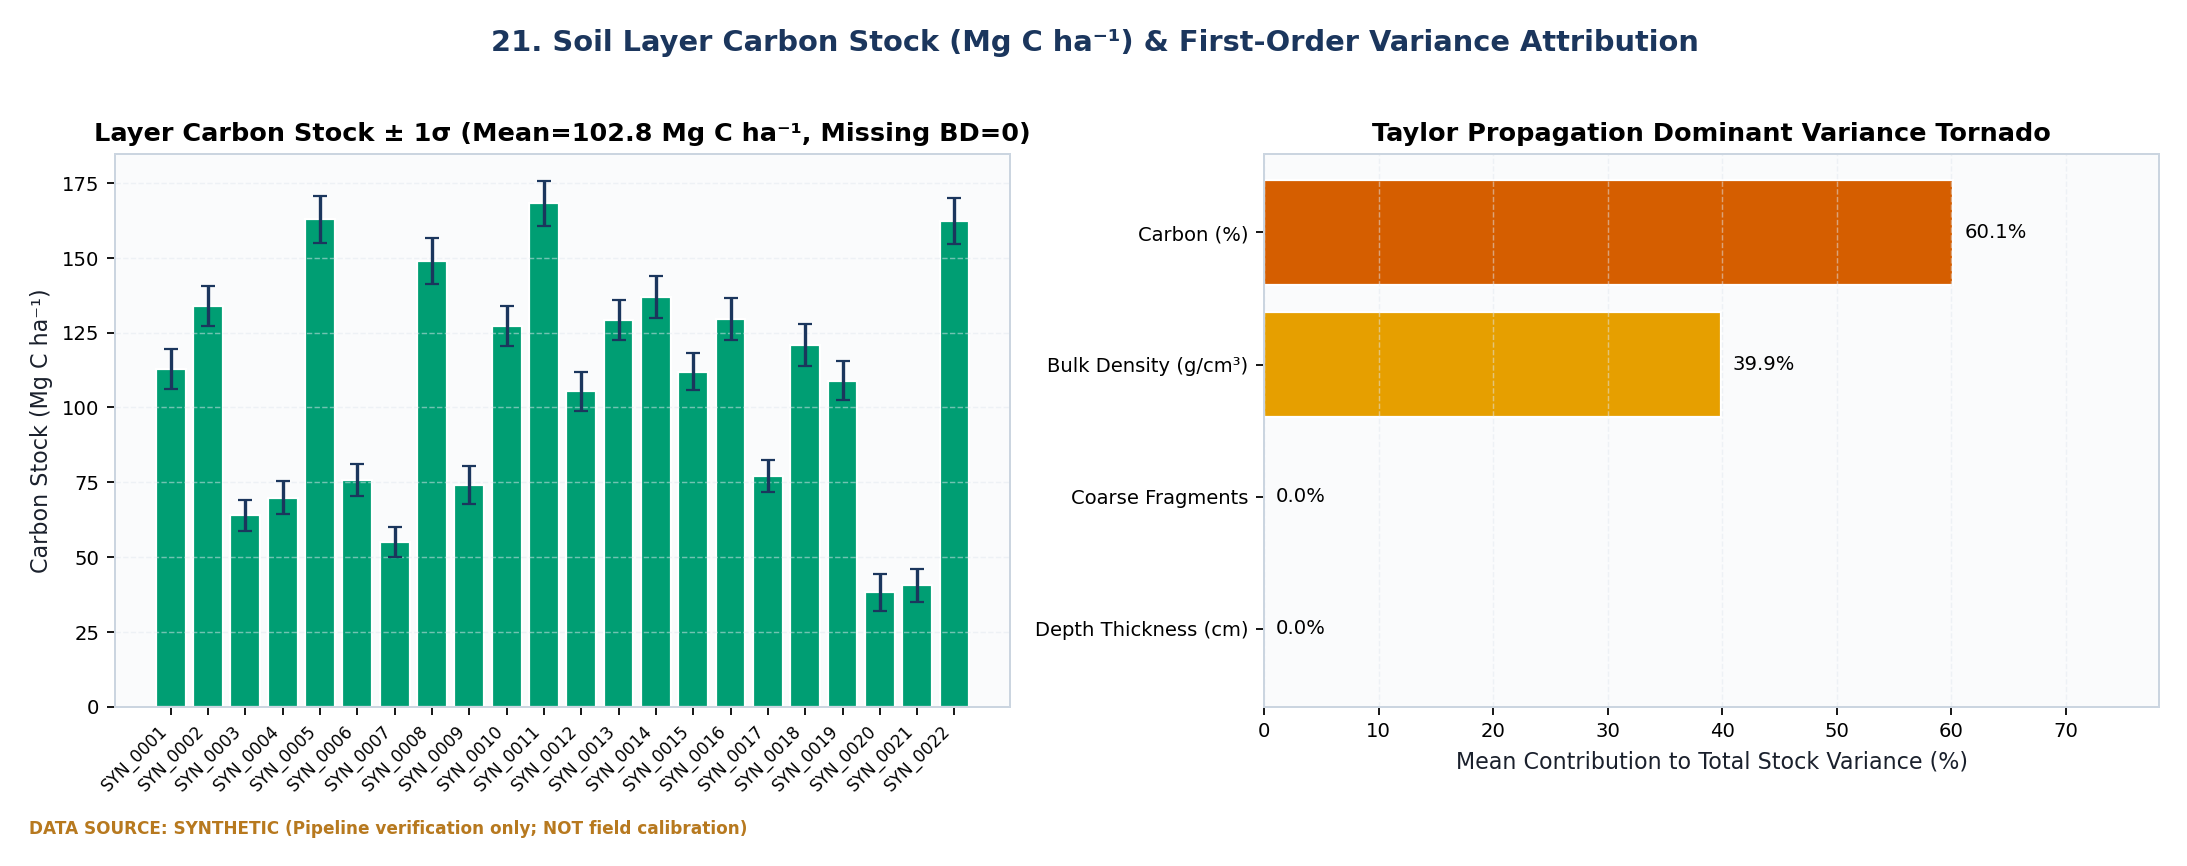 21. Soil Layer Carbon Stock (Mg C ha⁻¹) & First-Order Variance Attribution
Layer Carbon Stock ± 1σ (Mean=102.8 Mg C ha⁻¹, Missing BD=0)
Carbon Stock (Mg C ha⁻¹)
175
150
125
100
75
50
25
0
SYN_0001
SYN_0002
SYN_0003
SYN_0004
SYN_0005
SYN_0006
SYN_0007
SYN_0008
SYN_0009
SYN_0010
SYN_0011
SYN_0012
SYN_0013
SYN_0014
SYN_0015
SYN_0016
SYN_0017
SYN_0018
SYN_0019
SYN_0020
SYN_0021
SYN_0022
Taylor Propagation Dominant Variance Tornado
Carbon (%)
60.1%
Bulk Density (g/cm³)
39.9%
Coarse Fragments
0.0%
Depth Thickness (cm)
0.0%
0 10 20 30 40 50 60 70
Mean Contribution to Total Stock Variance (%)
DATA SOURCE: SYNTHETIC (Pipeline verification only; NOT field calibration)